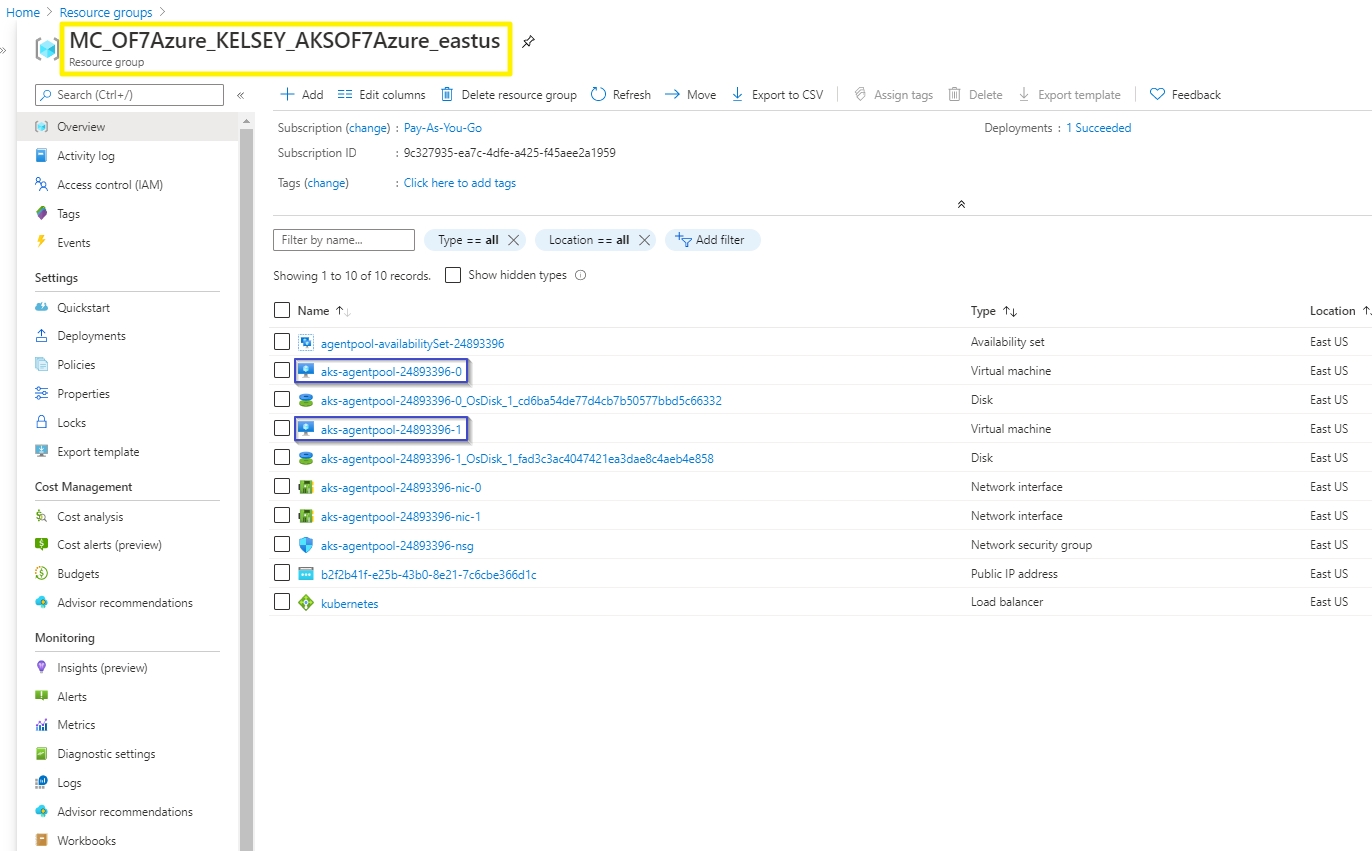 Home > Resource groups >
MC_OF7Azure_KELSEY_AKSOF7Azure_eastus
Resource group
Search (Ctrl+/)
Add Edit columns Delete resource group Refresh Move Export to CSV Assign tags Delete Export template Feedback
Overview
Activity log
Access control (IAM)
Tags
Events
Settings
Quickstart
Deployments
Policies
Properties
Locks
Export template
Cost Management
Cost analysis
Cost alerts (preview)
Budgets
Advisor recommendations
Monitoring
Insights (preview)
Alerts
Metrics
Diagnostic settings
Logs
Advisor recommendations
Workbooks
Subscription (change) : Pay-As-You-Go
Deployments : 1 Succeeded
Subscription ID : 9c327935-ea7c-4dfe-a425-f45aee2a1959
Tags (change) : Click here to add tags
Filter by name... Type == all Location == all Add filter
Showing 1 to 10 of 10 records. Show hidden types
Name Type Location
agentpool-availabilitySet-24893396 Availability set East US
aks-agentpool-24893396-0 Virtual machine East US
aks-agentpool-24893396-0_OsDisk_1_cd6ba54de77d4cb7b50577bbd5c66332 Disk East US
aks-agentpool-24893396-1 Virtual machine East US
aks-agentpool-24893396-1_OsDisk_1_fad3c3ac4047421ea3dae8c4aeb4e858 Disk East US
aks-agentpool-24893396-nic-0 Network interface East US
aks-agentpool-24893396-nic-1 Network interface East US
aks-agentpool-24893396-nsg Network security group East US
b2f2b41f-e25b-43b0-8e21-7c6cbe366d1c Public IP address East US
kubernetes Load balancer East US